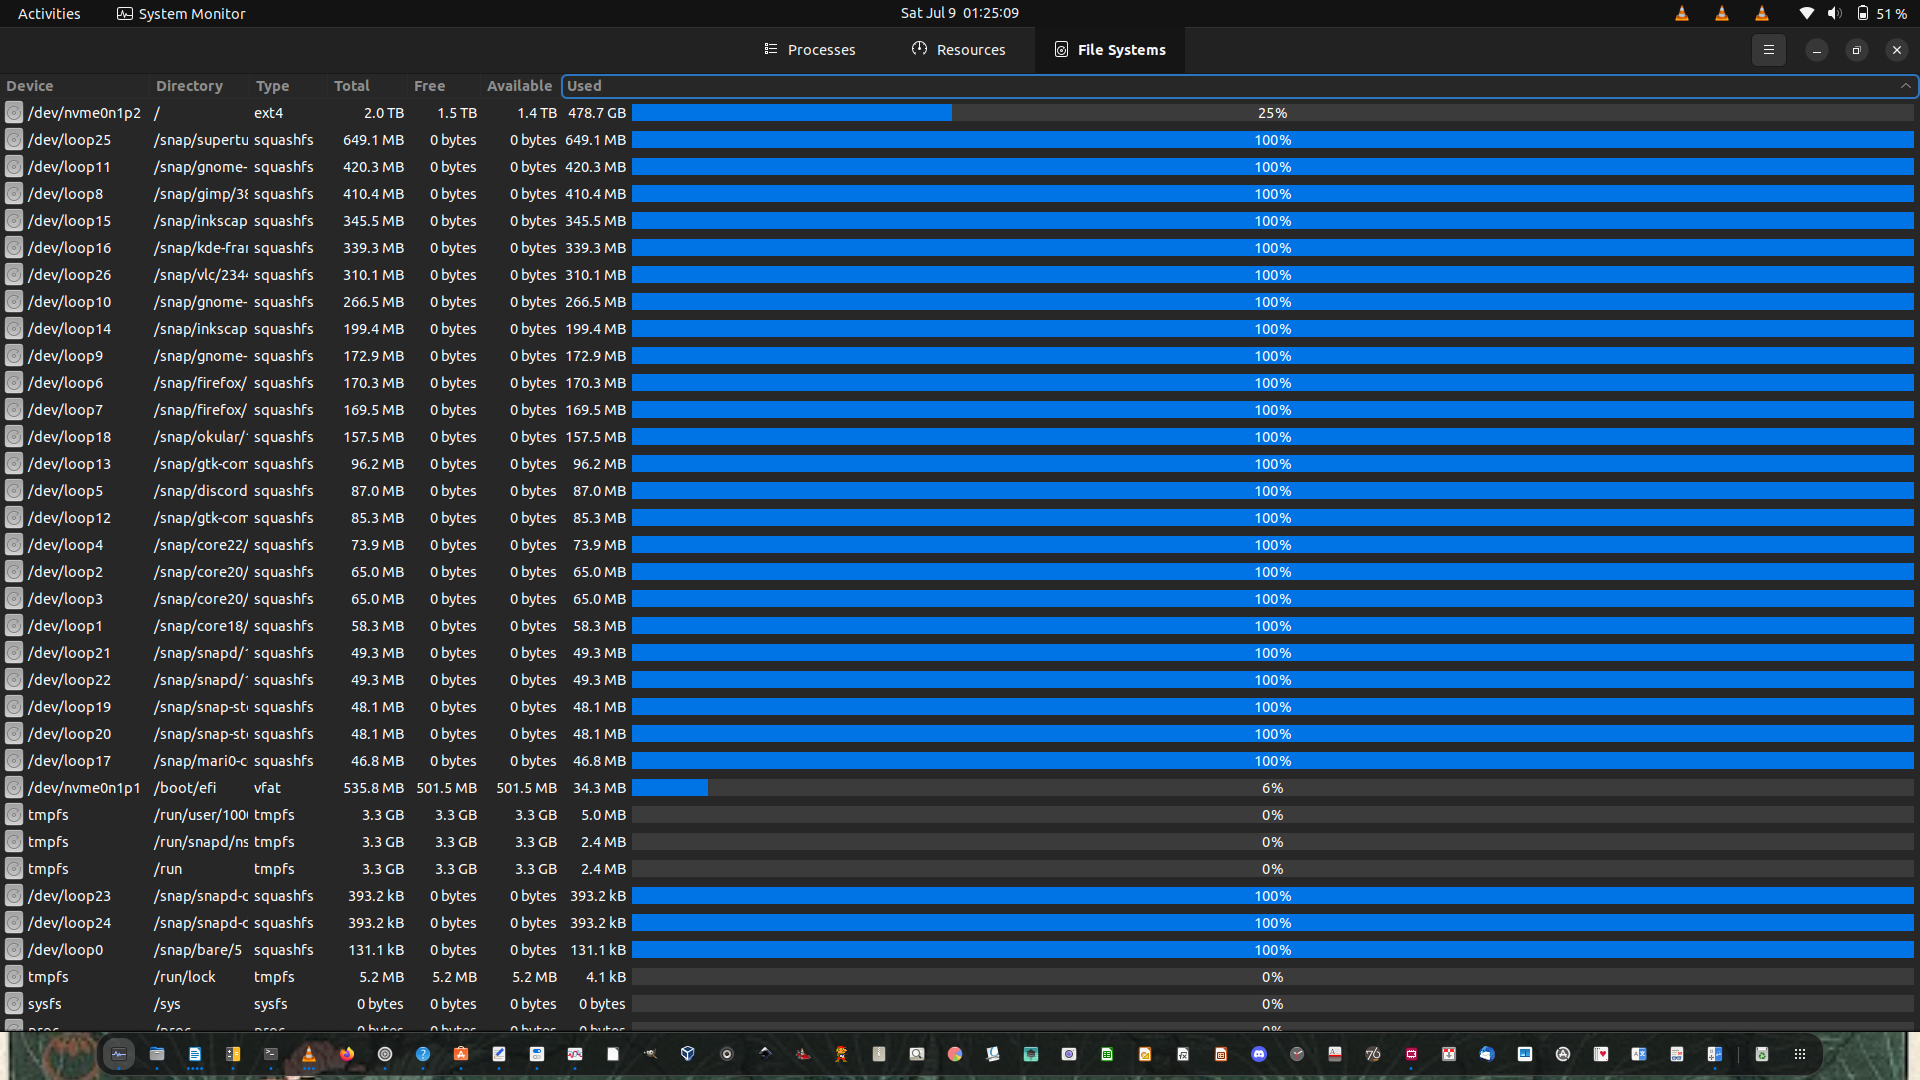 Activities System Monitor Sat Jul 9 01:25:09 51 %
Processes Resources File Systems
Device Directory Type Total Free Available Used
/dev/nvme0n1p2 / ext4 2.0 TB 1.5 TB 1.4 TB 478.7 GB 25%
/dev/loop25 /snap/supertu squashfs 649.1 MB 0 bytes 0 bytes 649.1 MB 100%
/dev/loop11 /snap/gnome- squashfs 420.3 MB 0 bytes 0 bytes 420.3 MB 100%
/dev/loop8 /snap/gimp/38 squashfs 410.4 MB 0 bytes 0 bytes 410.4 MB 100%
/dev/loop15 /snap/inkscap squashfs 345.5 MB 0 bytes 0 bytes 345.5 MB 100%
/dev/loop16 /snap/kde-frar squashfs 339.3 MB 0 bytes 0 bytes 339.3 MB 100%
/dev/loop26 /snap/vlc/2344 squashfs 310.1 MB 0 bytes 0 bytes 310.1 MB 100%
/dev/loop10 /snap/gnome- squashfs 266.5 MB 0 bytes 0 bytes 266.5 MB 100%
/dev/loop14 /snap/inkscap squashfs 199.4 MB 0 bytes 0 bytes 199.4 MB 100%
/dev/loop9 /snap/gnome- squashfs 172.9 MB 0 bytes 0 bytes 172.9 MB 100%
/dev/loop6 /snap/firefox/ squashfs 170.3 MB 0 bytes 0 bytes 170.3 MB 100%
/dev/loop7 /snap/firefox/ squashfs 169.5 MB 0 bytes 0 bytes 169.5 MB 100%
/dev/loop18 /snap/okular/1 squashfs 157.5 MB 0 bytes 0 bytes 157.5 MB 100%
/dev/loop13 /snap/gtk-com squashfs 96.2 MB 0 bytes 0 bytes 96.2 MB 100%
/dev/loop5 /snap/discord squashfs 87.0 MB 0 bytes 0 bytes 87.0 MB 100%
/dev/loop12 /snap/gtk-com squashfs 85.3 MB 0 bytes 0 bytes 85.3 MB 100%
/dev/loop4 /snap/core22/ squashfs 73.9 MB 0 bytes 0 bytes 73.9 MB 100%
/dev/loop2 /snap/core20/ squashfs 65.0 MB 0 bytes 0 bytes 65.0 MB 100%
/dev/loop3 /snap/core20/ squashfs 65.0 MB 0 bytes 0 bytes 65.0 MB 100%
/dev/loop1 /snap/core18/ squashfs 58.3 MB 0 bytes 0 bytes 58.3 MB 100%
/dev/loop21 /snap/snapd/1 squashfs 49.3 MB 0 bytes 0 bytes 49.3 MB 100%
/dev/loop22 /snap/snapd/1 squashfs 49.3 MB 0 bytes 0 bytes 49.3 MB 100%
/dev/loop19 /snap/snap-sto squashfs 48.1 MB 0 bytes 0 bytes 48.1 MB 100%
/dev/loop20 /snap/snap-sto squashfs 48.1 MB 0 bytes 0 bytes 48.1 MB 100%
/dev/loop17 /snap/mari0-c squashfs 46.8 MB 0 bytes 0 bytes 46.8 MB 100%
/dev/nvme0n1p1 /boot/efi vfat 535.8 MB 501.5 MB 501.5 MB 34.3 MB 6%
tmpfs /run/user/1000 tmpfs 3.3 GB 3.3 GB 3.3 GB 5.0 MB 0%
tmpfs /run/snapd/ns tmpfs 3.3 GB 3.3 GB 3.3 GB 2.4 MB 0%
tmpfs /run tmpfs 3.3 GB 3.3 GB 3.3 GB 2.4 MB 0%
/dev/loop23 /snap/snapd-c squashfs 393.2 kB 0 bytes 0 bytes 393.2 kB 100%
/dev/loop24 /snap/snapd-c squashfs 393.2 kB 0 bytes 0 bytes 393.2 kB 100%
/dev/loop0 /snap/bare/5 squashfs 131.1 kB 0 bytes 0 bytes 131.1 kB 100%
tmpfs /run/lock tmpfs 5.2 MB 5.2 MB 5.2 MB 4.1 kB 0%
sysfs /sys sysfs 0 bytes 0 bytes 0 bytes 0 bytes 0%
proc /proc proc 0 bytes 0 bytes 0 bytes 0 bytes 0%